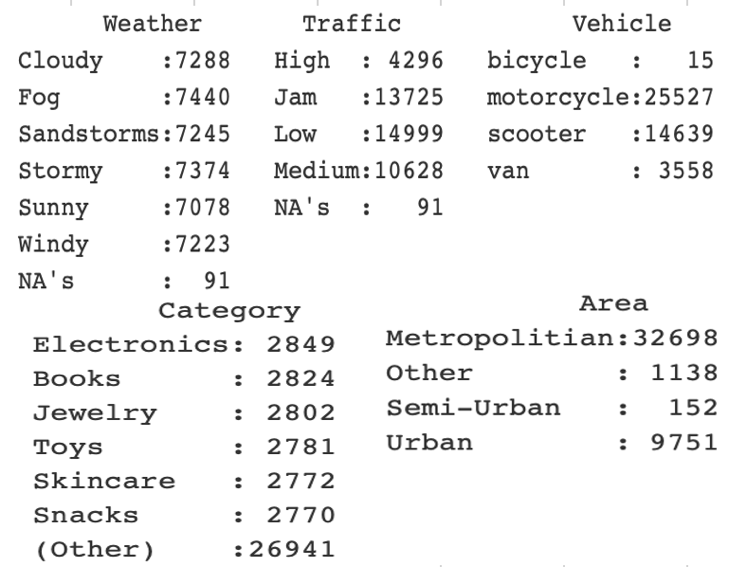 Weather Traffic Vehicle
Cloudy :7288 High : 4296 bicycle : 15
Fog :7440 Jam :13725 motorcycle:25527
Sandstorms:7245 Low :14999 scooter :14639
Stormy :7374 Medium:10628 van : 3558
Sunny :7078 NA's : 91
Windy :7223
NA's : 91
Category
Electronics: 2849
Books : 2824
Jewelry : 2802
Toys : 2781
Skincare : 2772
Snacks : 2770
(Other) :26941
Area
Metropolitian:32698
Other : 1138
Semi-Urban : 152
Urban : 9751